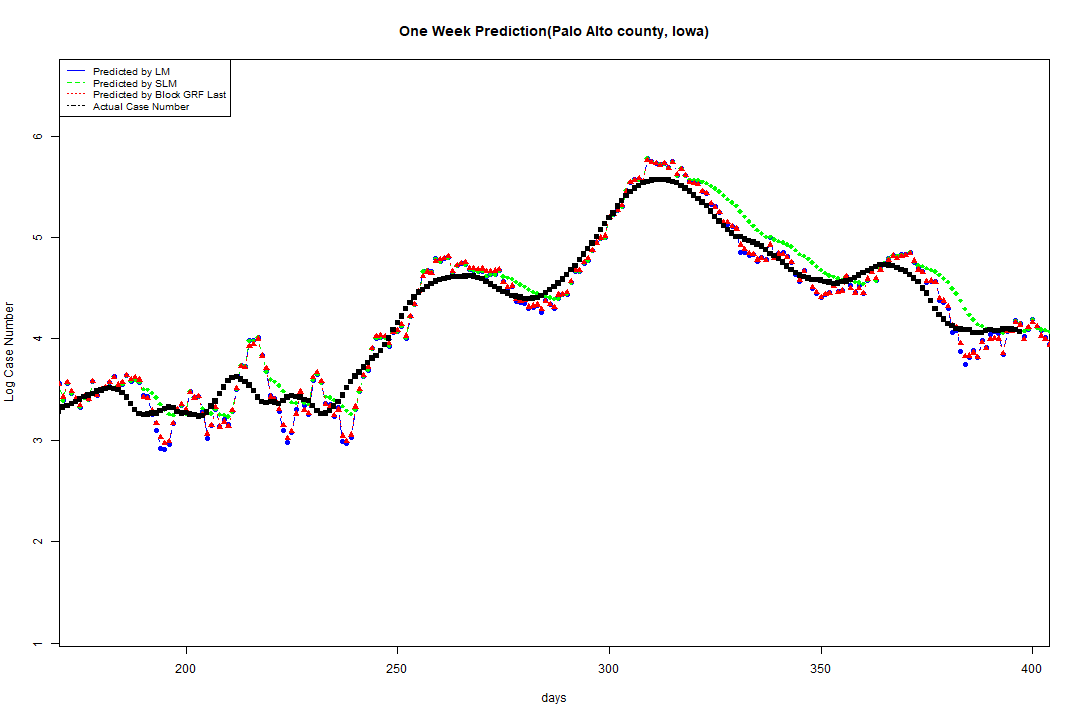 One Week Prediction(Palo Alto county, Iowa)
Predicted by LM
Predicted by SLM
Predicted by Block GRF Last
Actual Case Number
6
5
4
3
2
1
Log Case Number
200 250 300 350 400
days